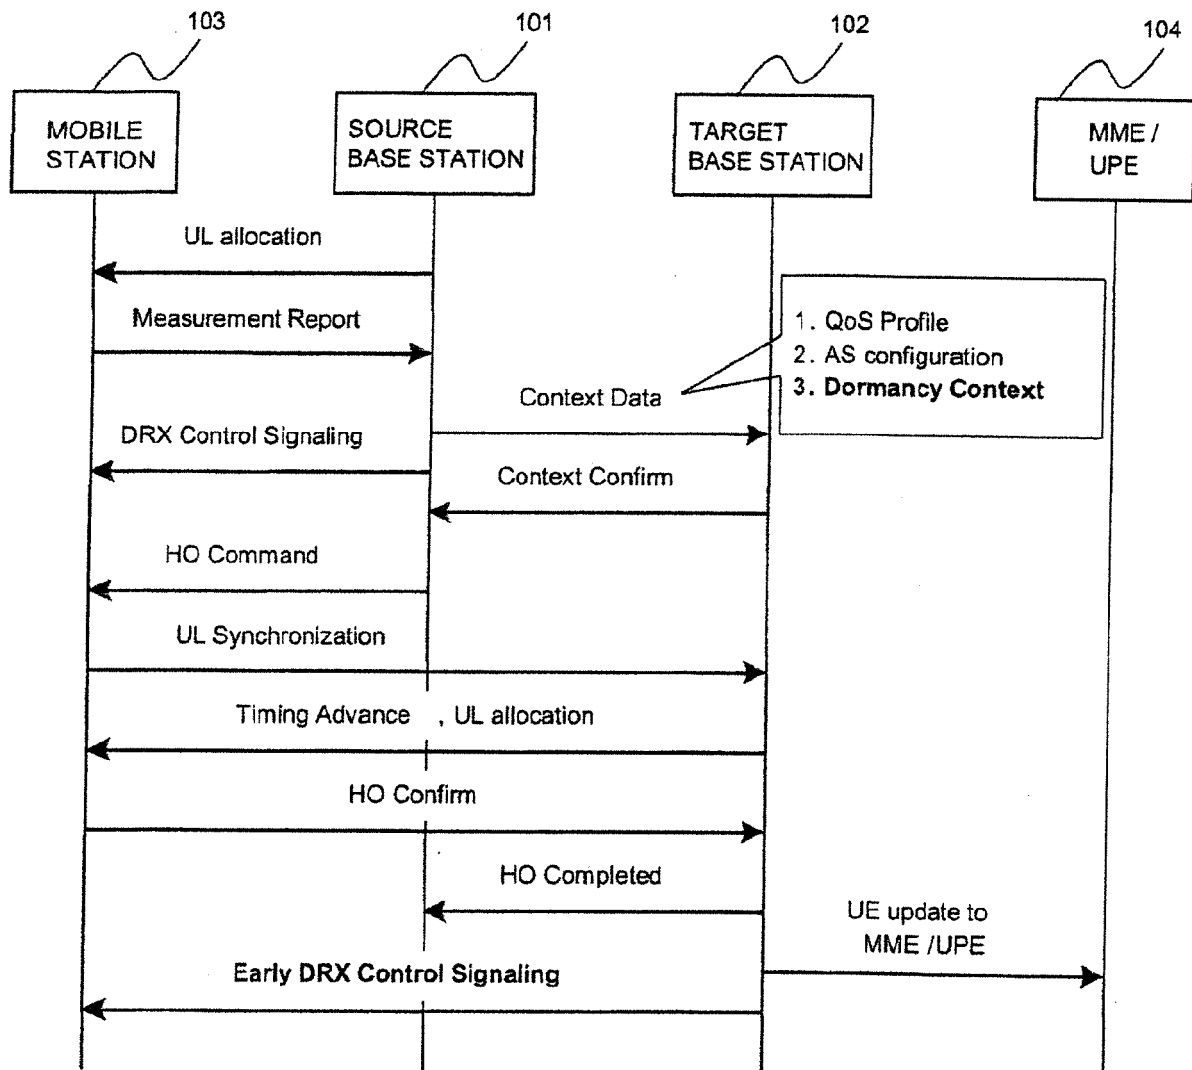 103
101
102
104
MOBILE
STATION
SOURCE
BASE STATION
TARGET
BASE STATION
MME /
UPE
UL allocation
Measurement Report
1. QoS Profile
2. AS configuration
3. Dormancy Context
Context Data
DRX Control Signaling
Context Confirm
HO Command
UL Synchronization
Timing Advance , UL allocation
HO Confirm
HO Completed
UE update to
MME /UPE
Early DRX Control Signaling